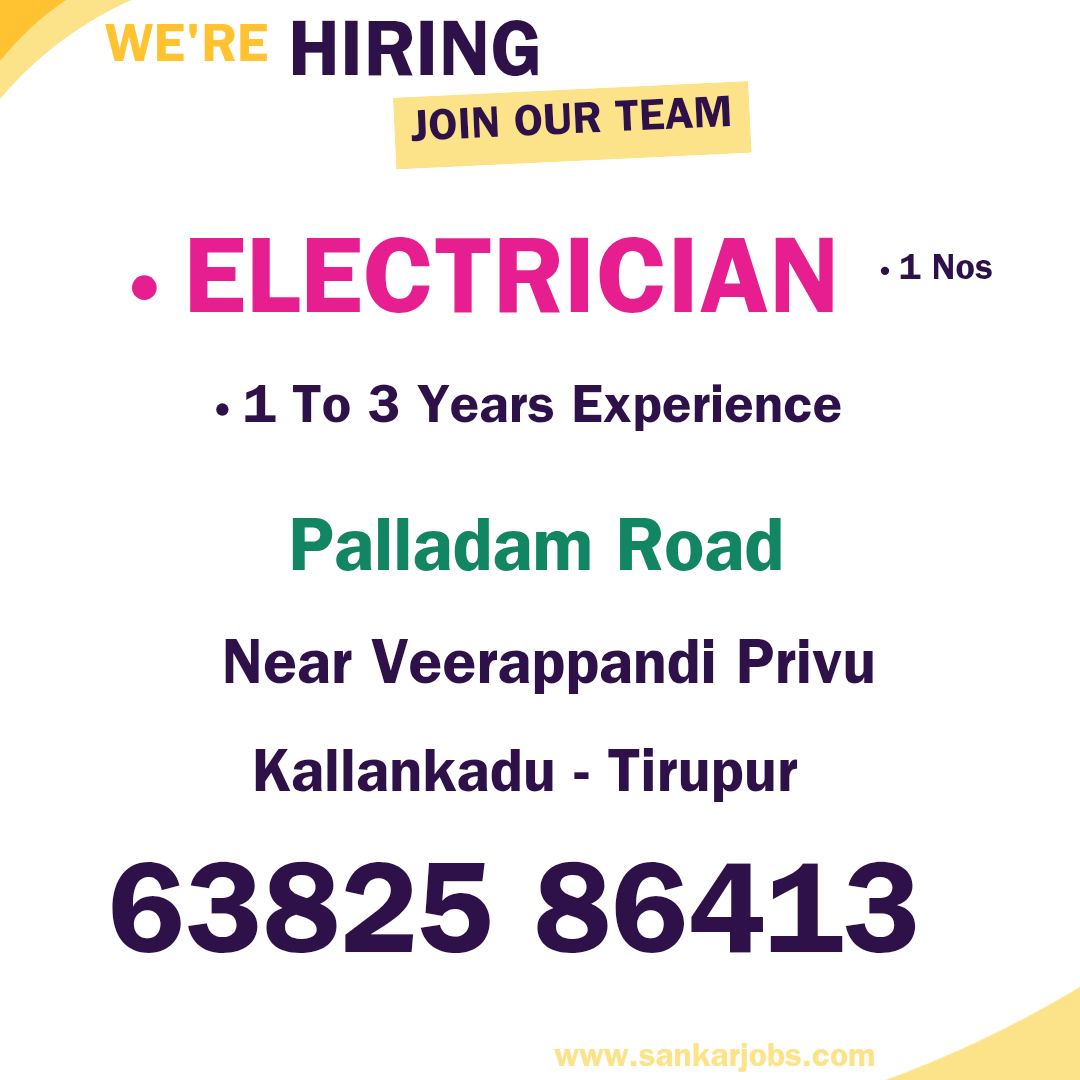 WE'RE HIRING
JOIN OUR TEAM
• ELECTRICIAN • 1 Nos
• 1 To 3 Years Experience
Palladam Road
Near Veerappandi Privu
Kallankadu - Tirupur
63825 86413
www.sankarjobs.com